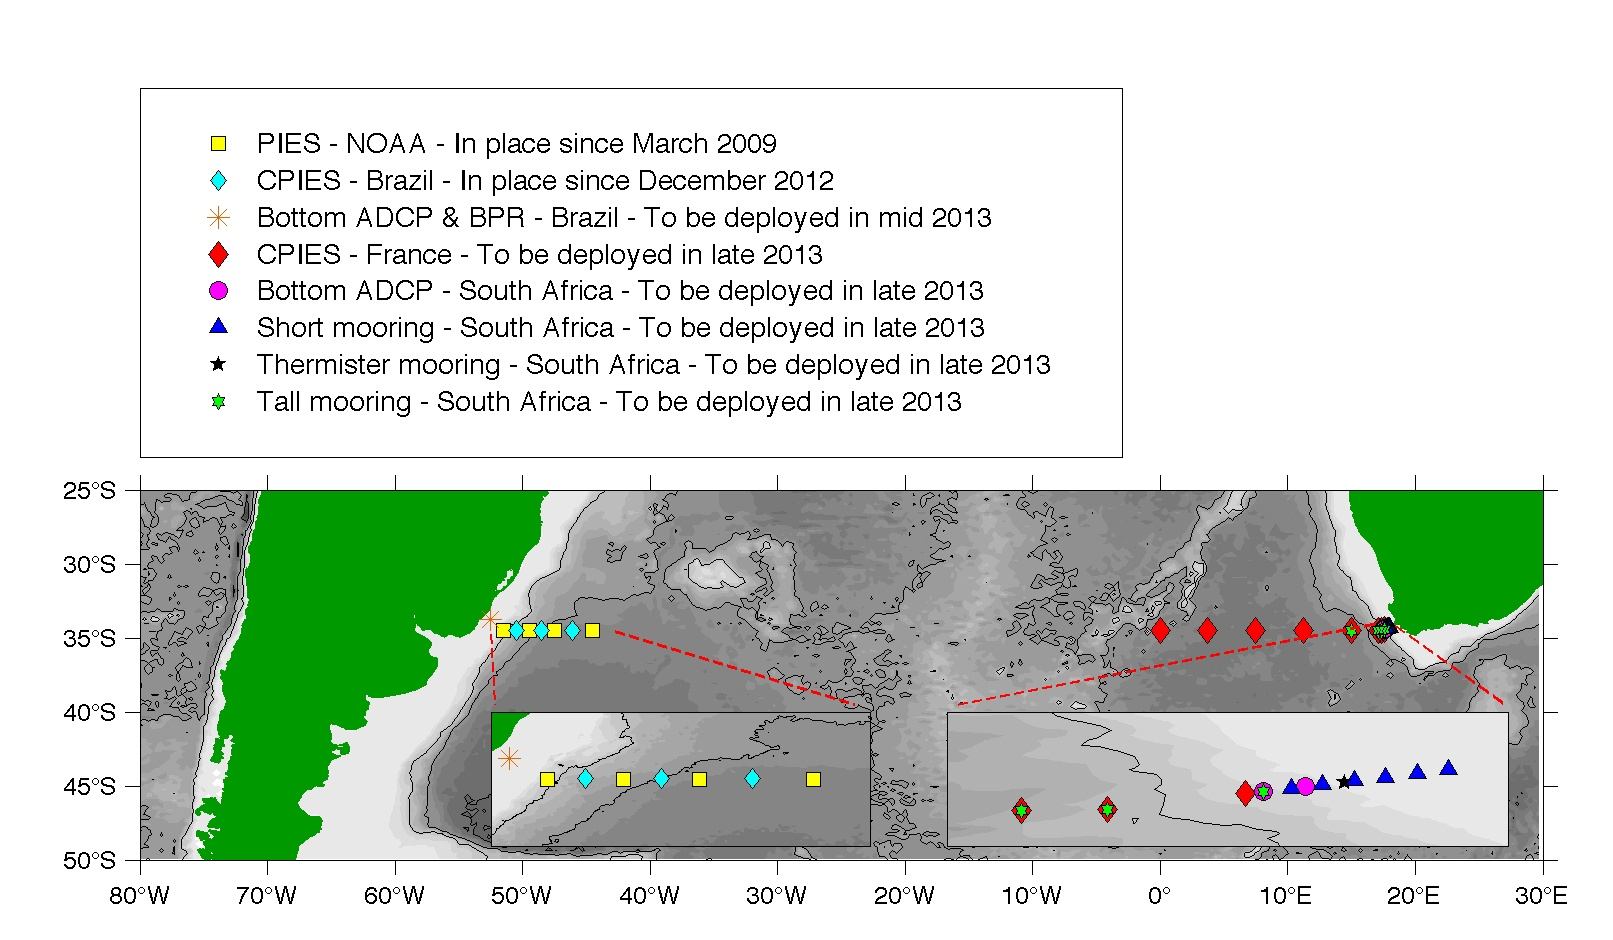 PIES - NOAA - In place since March 2009
CPIES - Brazil - In place since December 2012
Bottom ADCP & BPR - Brazil - To be deployed in mid 2013
CPIES - France - To be deployed in late 2013
Bottom ADCP - South Africa - To be deployed in late 2013
Short mooring - South Africa - To be deployed in late 2013
Thermister mooring - South Africa - To be deployed in late 2013
Tall mooring - South Africa - To be deployed in late 2013
25°S
30°S
35°S
40°S
45°S
50°S
80°W 70°W 60°W 50°W 40°W 30°W 20°W 10°W 0° 10°E 20°E 30°E